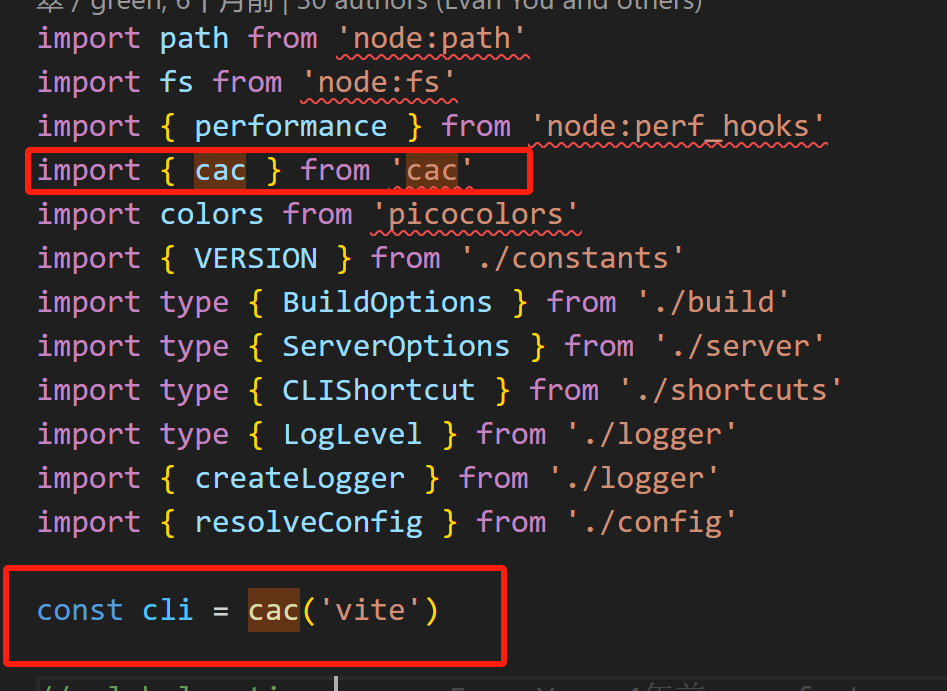 翠 / green, 6 个月前 | 30 authors (Evan You and others)
import path from 'node:path'
import fs from 'node:fs'
import { performance } from 'node:perf_hooks'
import { cac } from 'cac'
import colors from 'picocolors'
import { VERSION } from './constants'
import type { BuildOptions } from './build'
import type { ServerOptions } from './server'
import type { CLIShortcut } from './shortcuts'
import type { LogLevel } from './logger'
import { createLogger } from './logger'
import { resolveConfig } from './config'
const cli = cac('vite')